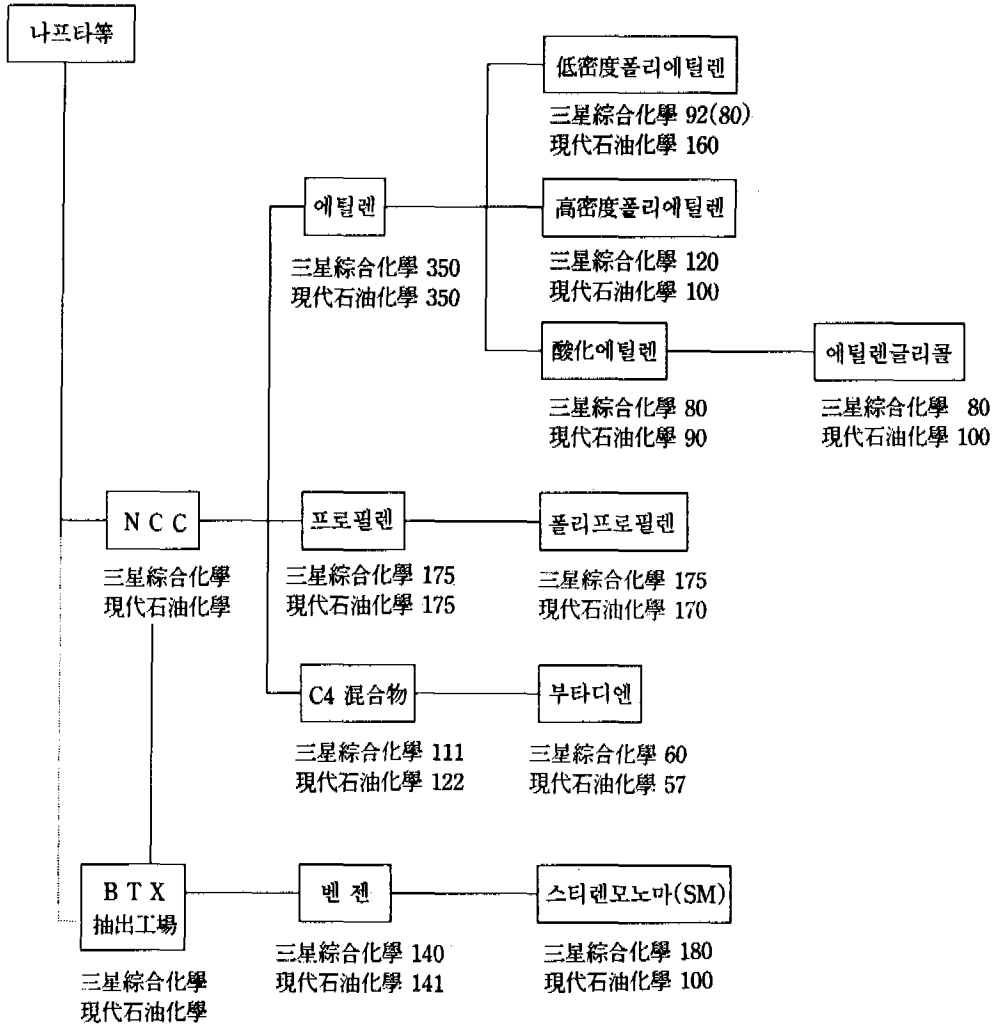 나프타等
低密度폴리에틸렌
三星綜合化學 92(80)
現代石油化學 160
에틸렌
三星綜合化學 350
現代石油化學 350
高密度폴리에틸렌
三星綜合化學 120
現代石油化學 100
酸化에틸렌
三星綜合化學 80
現代石油化學 90
에틸렌글리콜
三星綜合化學 80
現代石油化學 100
N C C
三星綜合化學
現代石油化學
프로필렌
三星綜合化學 175
現代石油化學 175
폴리프로필렌
三星綜合化學 175
現代石油化學 170
C4 混合物
三星綜合化學 111
現代石油化學 122
부타디엔
三星綜合化學 60
現代石油化學 57
B T X
抽出工場
三星綜合化學
現代石油化學
벤 젠
三星綜合化學 140
現代石油化學 141
스티렌모노마(SM)
三星綜合化學 180
現代石油化學 100